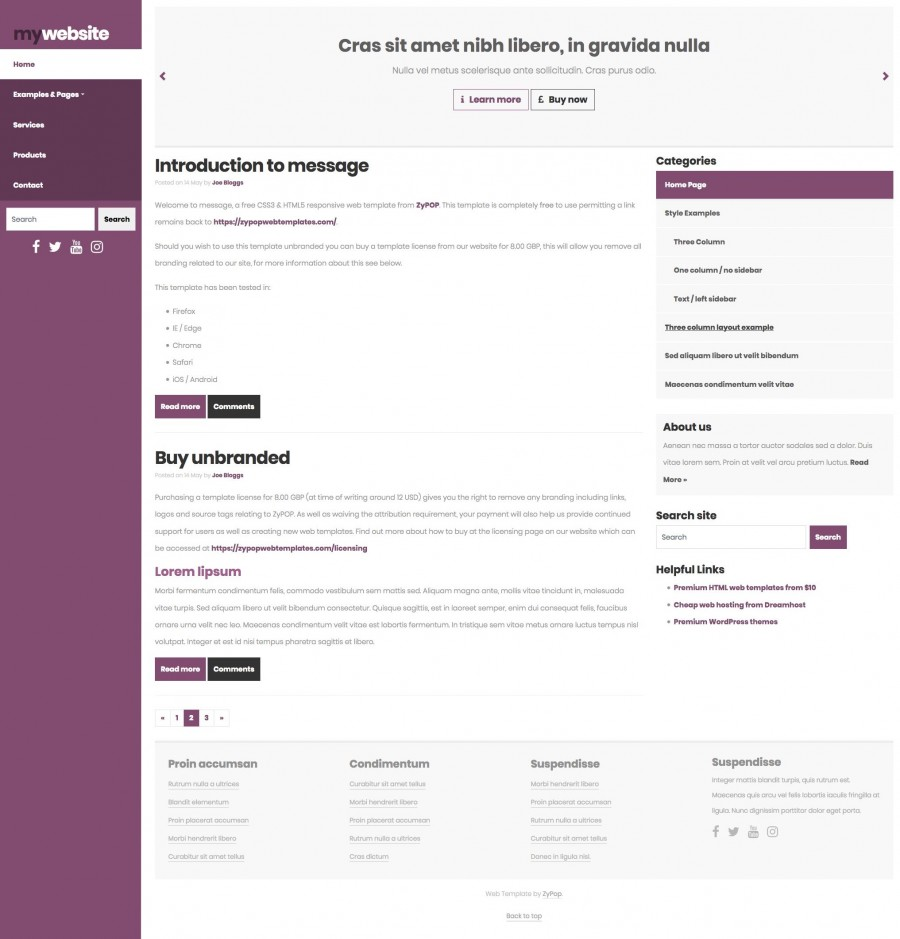 mywebsite
Home
Examples & Pages
Services
Products
Contact
Search
Search
Cras sit amet nibh libero, in gravida nulla
Nulla vel metus scelerisque ante sollicitudin. Cras purus odio.
Learn more
£ Buy now
Introduction to message
Posted on 14 May by Joe Bloggs
Welcome to message, a free CSS3 & HTML5 responsive web template from ZyPOP. This template is completely free to use permitting a link
remains back to https://zypopwebtemplates.com/.
Should you wish to use this template unbranded you can buy a template license from our website for 8.00 GBP, this will allow you remove all
branding related to our site, for more information about this see below.
This template has been tested in:
Firefox
IE / Edge
Chrome
Safari
iOS / Android
Read more
Comments
Buy unbranded
Posted on 14 May by Joe Bloggs
Purchasing a template license for 8.00 GBP (at time of writing around 12 USD) gives you the right to remove any branding including links,
logos and source tags relating to ZyPOP. As well as waiving the attribution requirement, your payment will also help us provide continued
support for users as well as creating new web templates. Find out more about how to buy at the licensing page on our website which can
be accessed at https://zypopwebtemplates.com/licensing
Lorem lipsum
Morbi fermentum condimentum felis, commodo vestibulum sem mattis sed. Aliquam magna ante, mollis vitae tincidunt in, malesuada
vitae turpis. Sed aliquam libero ut velit bibendum consectetur. Quisque sagittis, est in laoreet semper, enim dui consequat felis, faucibus
ornare urna velit nec leo. Maecenas condimentum velit vitae est lobortis fermentum. In tristique sem vitae metus ornare luctus tempus nisl
volutpat. Integer et est id nisi tempus pharetra sagittis et libero.
Read more
Comments
« 1 2 3 »
Categories
Home Page
Style Examples
Three Column
One column / no sidebar
Text / left sidebar
Three column layout example
Sed aliquam libero ut velit bibendum
Maecenas condimentum velit vitae
About us
Aenean nec massa a tortor auctor sodales sed a dolor. Duis
vitae lorem sem. Proin at velit vel arcu pretium luctus. Read
More »
Search site
Search
Search
Helpful Links
Premium HTML web templates from $10
Cheap web hosting from Dreamhost
Premium WordPress themes
Proin accumsan
Rutrum nulla a ultrices
Blandit elementum
Proin placerat accumsan
Morbi hendrerit libero
Curabitur sit amet tellus
Condimentum
Curabitur sit amet tellus
Morbi hendrerit libero
Proin placerat accumsan
Rutrum nulla a ultrices
Cras dictum
Suspendisse
Morbi hendrerit libero
Proin placerat accumsan
Rutrum nulla a ultrices
Curabitur sit amet tellus
Donec in ligula nisl.
Suspendisse
Integer mattis blandit turpis, quis rutrum est.
Maecenas quis arcu vel felis lobortis iaculis fringilla at
ligula. Nunc dignissim porttitor dolor eget porta.
Web Template by ZyPop.
Back to top